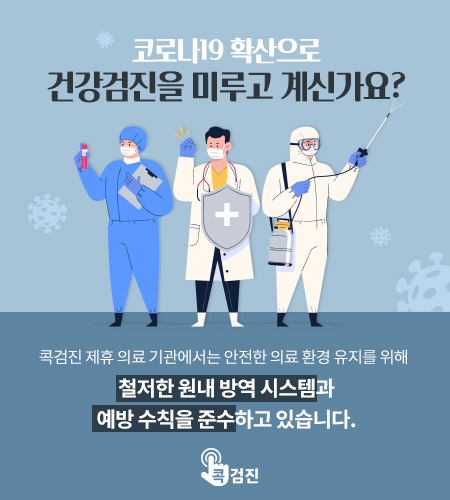 코로나19 확산으로
건강검진을 미루고 계신가요?
콕검진 제휴 의료 기관에서는 안전한 의료 환경 유지를 위해
철저한 원내 방역 시스템과
예방 수칙을 준수하고 있습니다.
콕검진